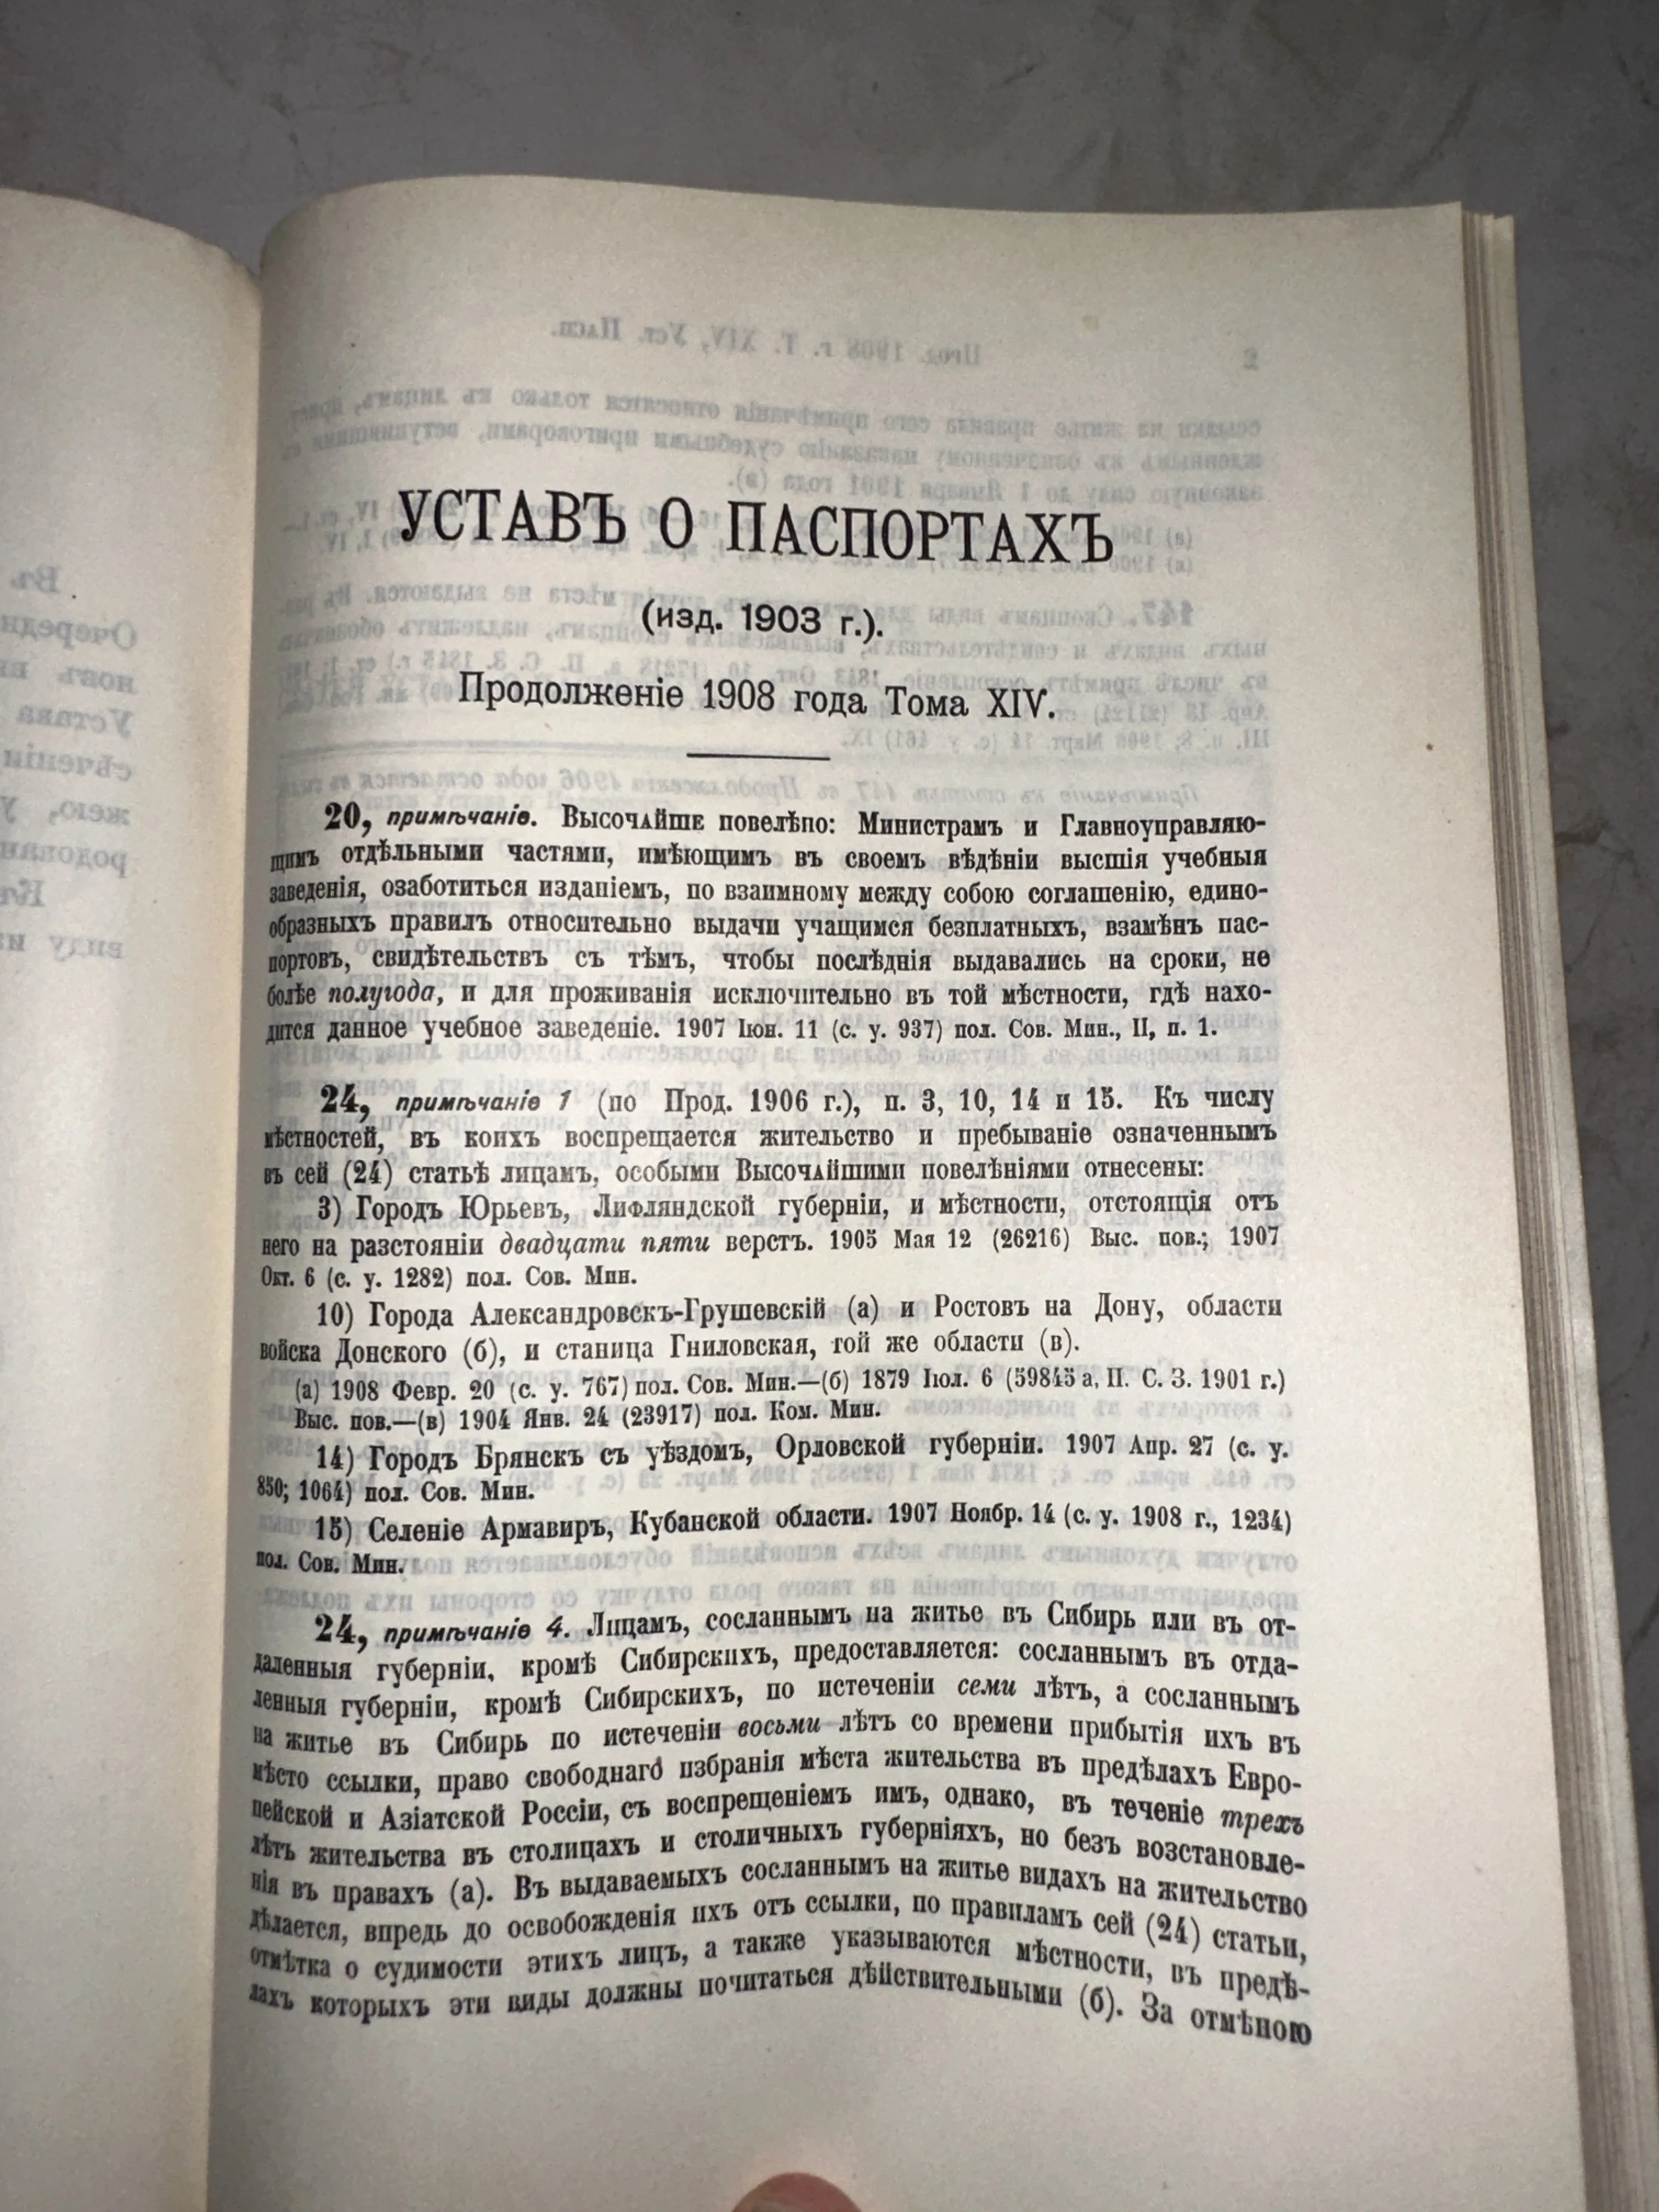 УСТАВЪ О ПАСПОРТАХЪ
(изд. 1903 г.).
Продолженіе 1908 года Тома XIV.
20, примѣчаніе. Высочайше повелѣно: Министрамъ и Главноуправляю-
щимъ отдѣльными частями, имѣющимъ въ своемъ вѣдѣніи высшія учебныя
заведенія, озаботиться изданіемъ, по взаимному между собою соглашенію, едино-
образныхъ правилъ относительно выдачи учащимся безплатныхъ, взамѣнъ пас-
портовъ, свидѣтельствъ съ тѣмъ, чтобы послѣднія выдавались на сроки, не
болѣе полугода, и для проживанія исключительно въ той мѣстности, гдѣ нахо-
дится данное учебное заведеніе. 1907 Іюн. 11 (с. у. 937) пол. Сов. Мин., II, п. 1.
24, примѣчаніе 1 (по Прод. 1906 г.), п. 3, 10, 14 и 15. Къ числу
мѣстностей, въ коихъ воспрещается жительство и пребываніе означеннымъ
въ сей (24) статьѣ лицамъ, особыми Высочайшими повелѣніями отнесены:
3) Городъ Юрьевъ, Лифляндской губерніи, и мѣстности, отстоящія отъ
него на разстояніи двадцати пяти верстъ. 1905 Мая 12 (26216) Выс. пов.; 1907
Окт. 6 (с. у. 1282) пол. Сов. Мин.
10) Города Александровскъ-Грушевскій (а) и Ростовъ на Дону, области
войска Донского (б), и станица Гниловская, той же области (в).
(а) 1908 Февр. 20 (с. у. 767) пол. Сов. Мин.—(б) 1879 Іюл. 6 (59845 а, П. С. З. 1901 г.)
Выс. пов.—(в) 1904 Янв. 24 (23917) пол. Ком. Мин.
14) Городъ Брянскъ съ уѣздомъ, Орловской губерніи. 1907 Апр. 27 (с. у.
850; 1064) пол. Сов. Мин.
15) Селеніе Армавиръ, Кубанской области. 1907 Ноябр. 14 (с. у. 1908 г., 1234)
пол. Сов. Мин.
24, примѣчаніе 4. Лицамъ, сосланнымъ на житье въ Сибирь или въ от-
даленныя губерніи, кромѣ Сибирскихъ, предоставляется: сосланнымъ въ отда-
ленныя губерніи, кромѣ Сибирскихъ, по истеченіи семи лѣтъ, а сосланнымъ
на житье въ Сибирь по истеченіи восьми лѣтъ со времени прибытія ихъ въ
мѣсто ссылки, право свободнаго избранія мѣста жительства въ предѣлахъ Евро-
пейской и Азіатской Россіи, съ воспрещеніемъ имъ, однако, въ теченіе трехъ
лѣтъ жительства въ столицахъ и столичныхъ губерніяхъ, но безъ возстановле-
нія въ правахъ (а). Въ выдаваемыхъ сосланнымъ на житье видахъ на жительство
дѣлается, впредь до освобожденія ихъ отъ ссылки, по правиламъ сей (24) статьи,
отмѣтка о судимости этихъ лицъ, а также указываются мѣстности, въ предѣ-
лахъ которыхъ эти виды должны почитаться дѣйствительными (б). За отмѣною